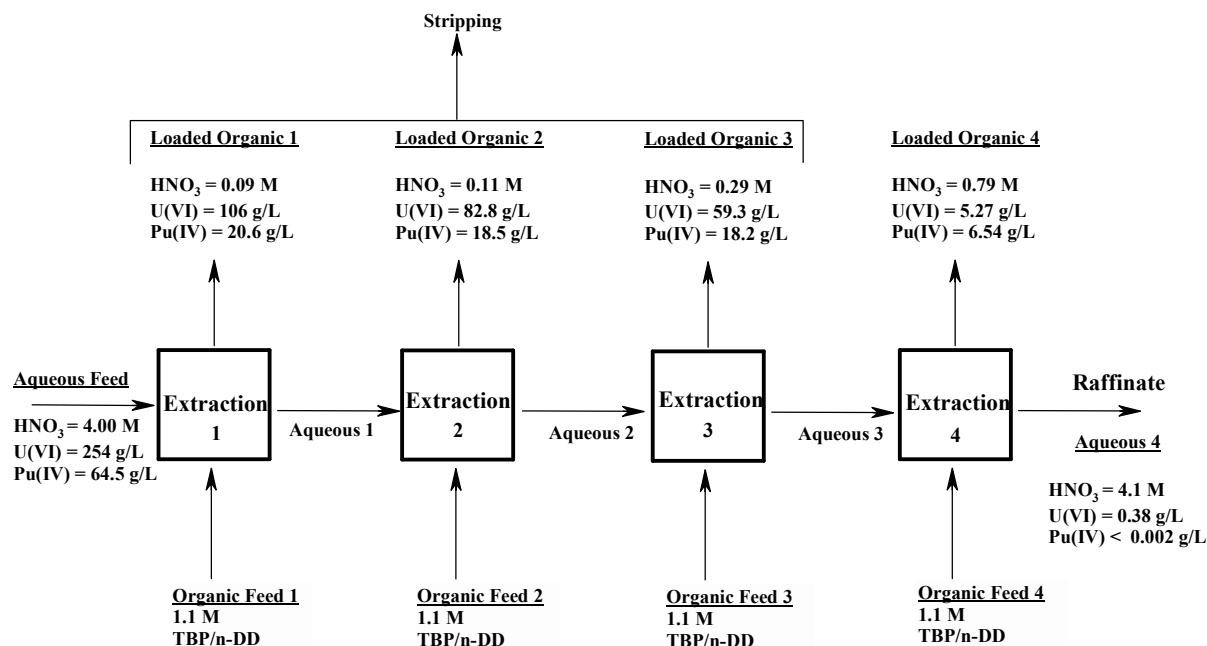 Stripping
Loaded Organic 1
HNO3 = 0.09 M
U(VI) = 106 g/L
Pu(IV) = 20.6 g/L
Loaded Organic 2
HNO3 = 0.11 M
U(VI) = 82.8 g/L
Pu(IV) = 18.5 g/L
Loaded Organic 3
HNO3 = 0.29 M
U(VI) = 59.3 g/L
Pu(IV) = 18.2 g/L
Loaded Organic 4
HNO3 = 0.79 M
U(VI) = 5.27 g/L
Pu(IV) = 6.54 g/L
Aqueous Feed
HNO3 = 4.00 M
U(VI) = 254 g/L
Pu(IV) = 64.5 g/L
Extraction
1
Aqueous 1
Extraction
2
Aqueous 2
Extraction
3
Aqueous 3
Extraction
4
Raffinate
Aqueous 4
HNO3 = 4.1 M
U(VI) = 0.38 g/L
Pu(IV) < 0.002 g/L
Organic Feed 1
1.1 M
TBP/n-DD
Organic Feed 2
1.1 M
TBP/n-DD
Organic Feed 3
1.1 M
TBP/n-DD
Organic Feed 4
1.1 M
TBP/n-DD